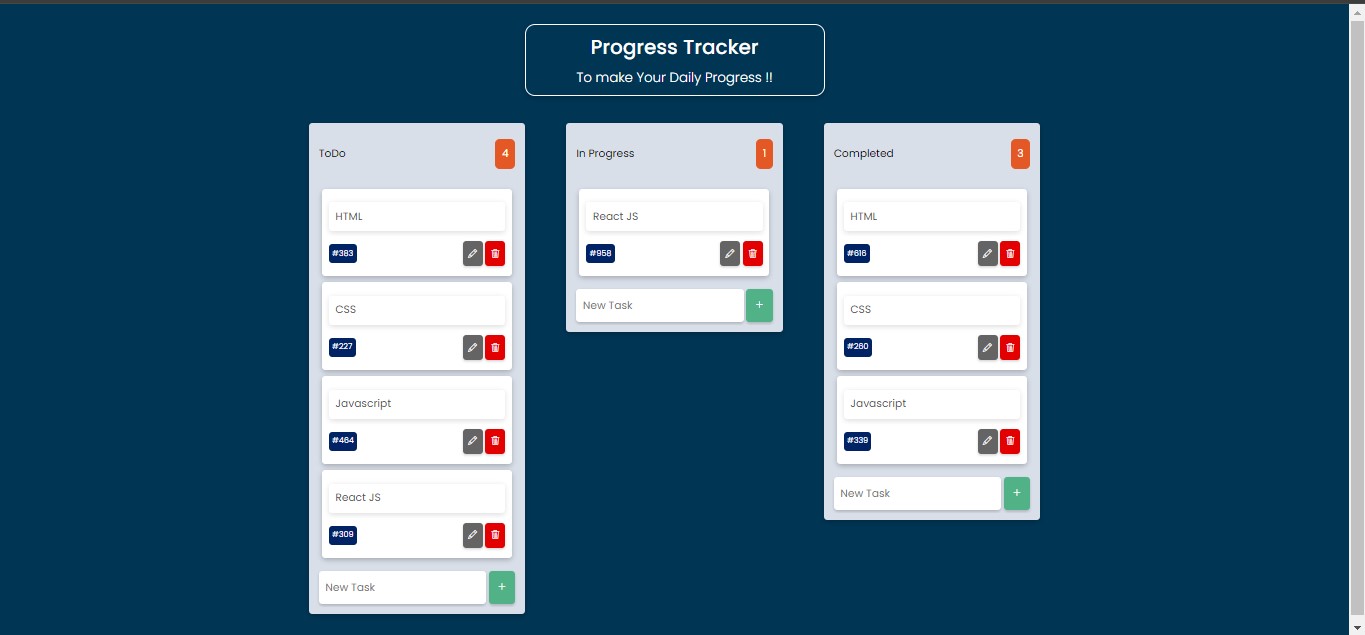 Progress Tracker
To make Your Daily Progress !!
ToDo 4
HTML
#383
CSS
#227
Javascript
#464
React JS
#309
New Task +
In Progress 1
React JS
#958
New Task +
Completed 3
HTML
#616
CSS
#260
Javascript
#339
New Task +